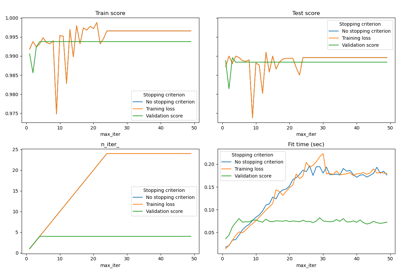 Train score
1.000
0.995
0.990
0.985
0.980
0.975
Stopping criterion
No stopping criterion
Training loss
Validation score
0 10 20 30 40 50
max_iter
Test score
Stopping criterion
No stopping criterion
Training loss
Validation score
0 10 20 30 40 50
max_iter
n_iter_
25
20
15
10
5
0
Stopping criterion
No stopping criterion
Training loss
Validation score
0 10 20 30 40 50
max_iter
Fit time (sec)
0.20
0.15
0.10
0.05
Stopping criterion
No stopping criterion
Training loss
Validation score
0 10 20 30 40 50
max_iter